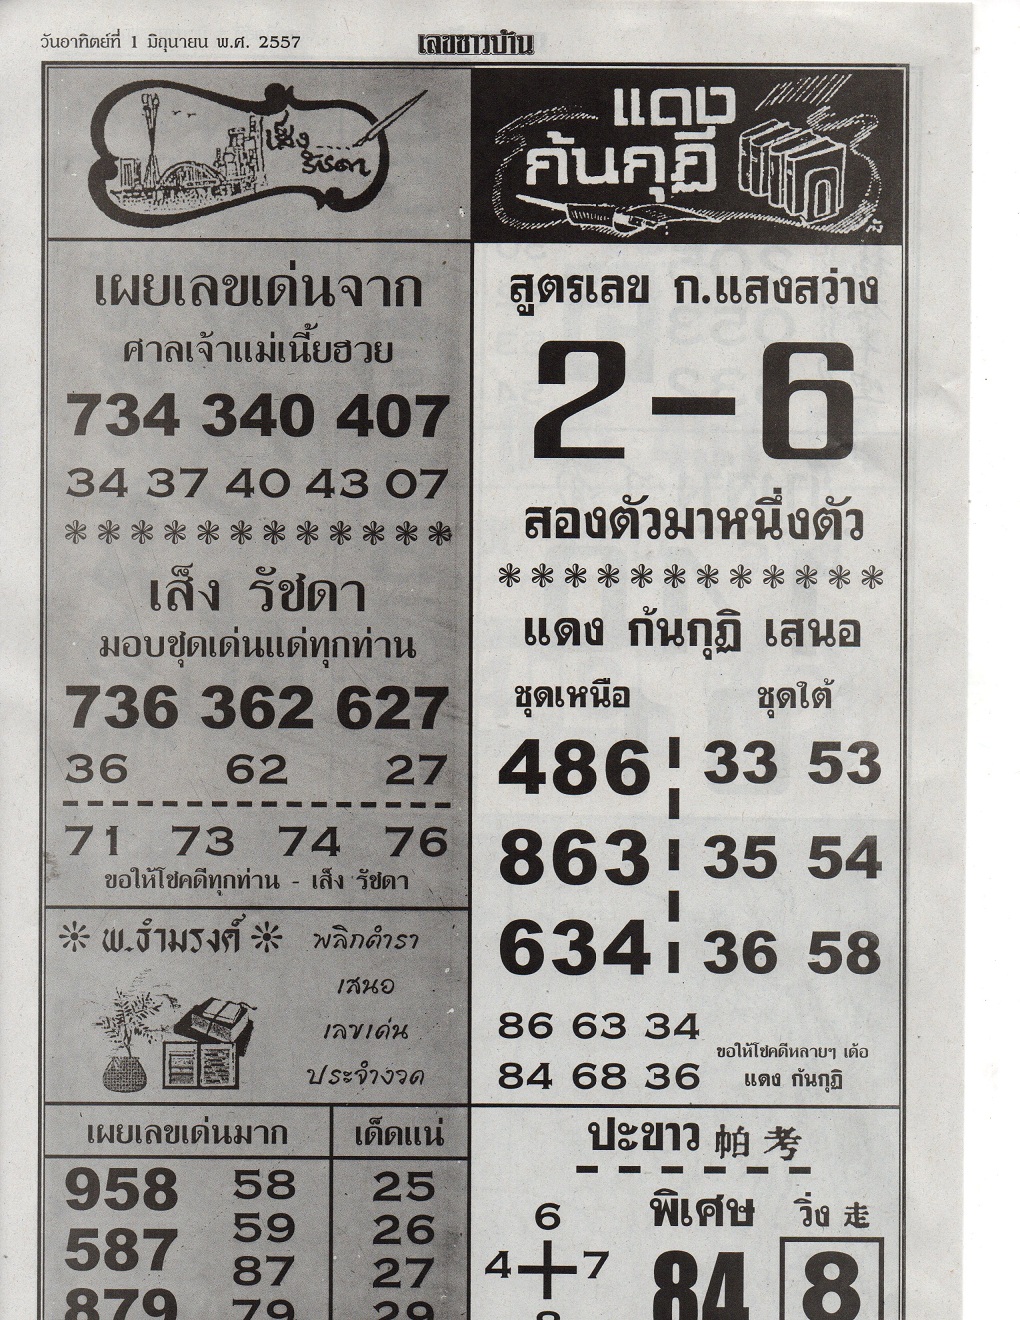 วันอาทิตย์ที่ 1 มิถุนายน พ.ศ. 2557
เลขชาวบ้าน
เส็ง
รัชดา
เผยเลขเด่นจาก
ศาลเจ้าแม่เนี้ยฮวย
734 340 407
34 37 40 43 07
เส็ง รัชดา
มอบชุดเด่นแด่ทุกท่าน
736 362 627
36 62 27
71 73 74 76
ขอให้โชคดีทุกท่าน - เส็ง รัชดา
พ.ธำมรงค์
พลิกตำรา
เสนอ
เลขเด่น
ประจำงวด
เผยเลขเด่นมาก
เด็ดแน่
958 58 25
59 26
587
87 27
879 79 29
แดง
ก้นกุฏิ
สูตรเลข ก.แสงสว่าง
2-6
สองตัวมาหนึ่งตัว
แดง ก้นกุฏิ เสนอ
ชุดเหนือ ชุดใต้
486 33 53
863 35 54
634 36 58
86 63 34
84 68 36
ขอให้โชคดีหลายๆ เด้อ
แดง ก้นกุฏิ
ปะขาว 帕考
พิเศษ วิ่ง 走
6
4+7
8
84 8